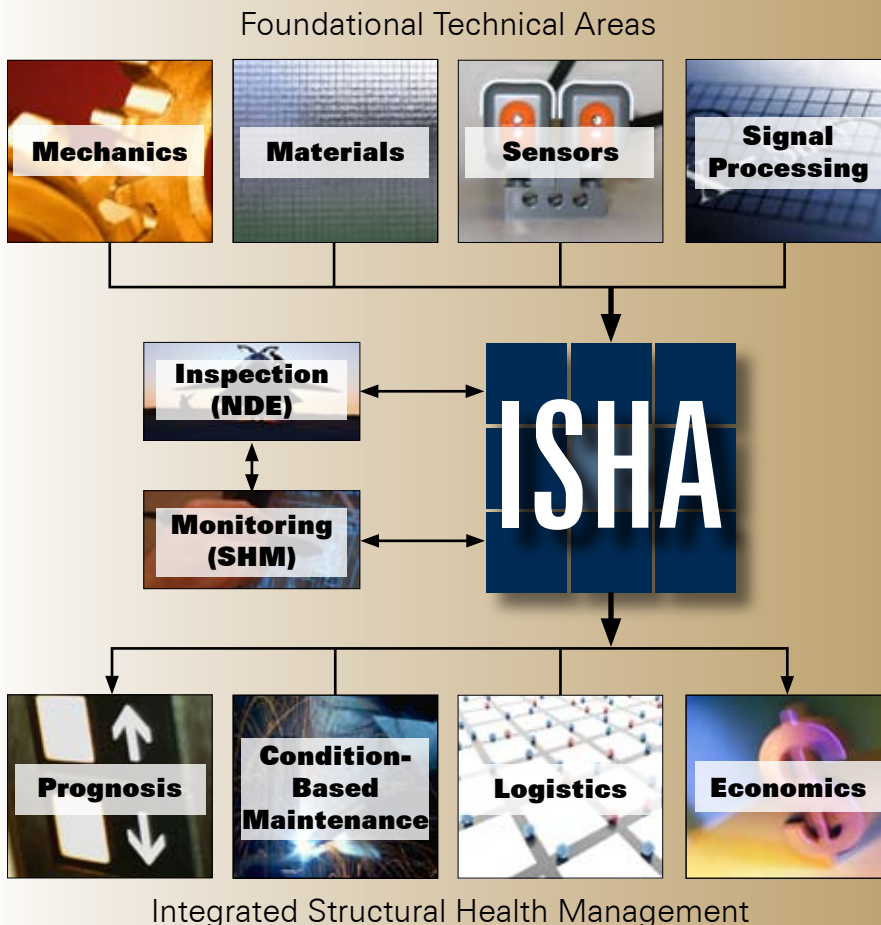 Foundational Technical Areas
Mechanics
Materials
Sensors
Signal
Processing
Inspection
(NDE)
Monitoring
(SHM)
ISHA
Prognosis
Condition-
Based
Maintenance
Logistics
Economics
Integrated Structural Health Management